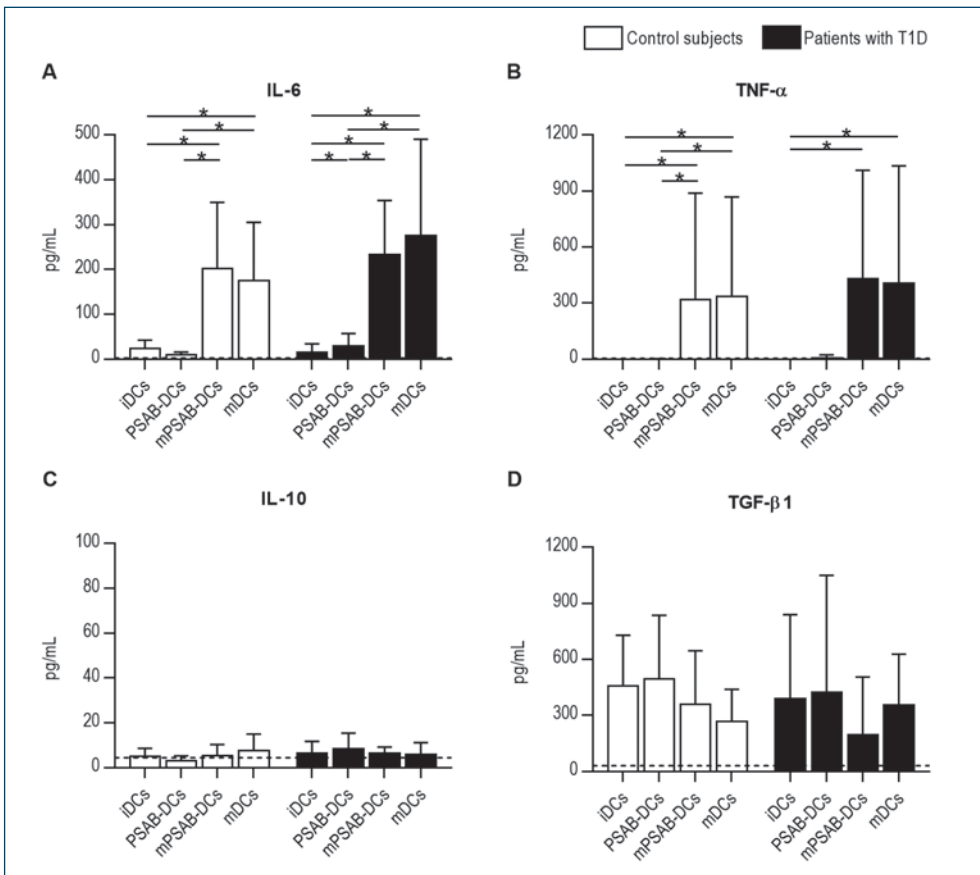 Control subjects Patients with T1D
A
IL-6
* * * * * * * * *
500
400
300
200
100
0
pg/mL
iDCs PSAB-DCs mPSAB-DCs mDCs iDCs PSAB-DCs mPSAB-DCs mDCs
B
TNF-α
* * * * * *
1200
900
600
300
0
pg/mL
iDCs PSAB-DCs mPSAB-DCs mDCs iDCs PSAB-DCs mPSAB-DCs mDCs
C
IL-10
100
80
60
40
20
0
pg/mL
iDCs PSAB-DCs mPSAB-DCs mDCs iDCs PSAB-DCs mPSAB-DCs mDCs
D
TGF-β1
1200
900
600
300
0
pg/mL
iDCs PSAB-DCs mPSAB-DCs mDCs iDCs PSAB-DCs mPSAB-DCs mDCs